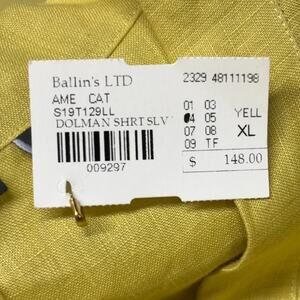 Ballin's LTD
AME CAT
S19T129LL
DOLMAN SHRT SLV
009297
2329 48111198
01 03
04 05
07 08
09 TF
YELL
XL
$ 148.00